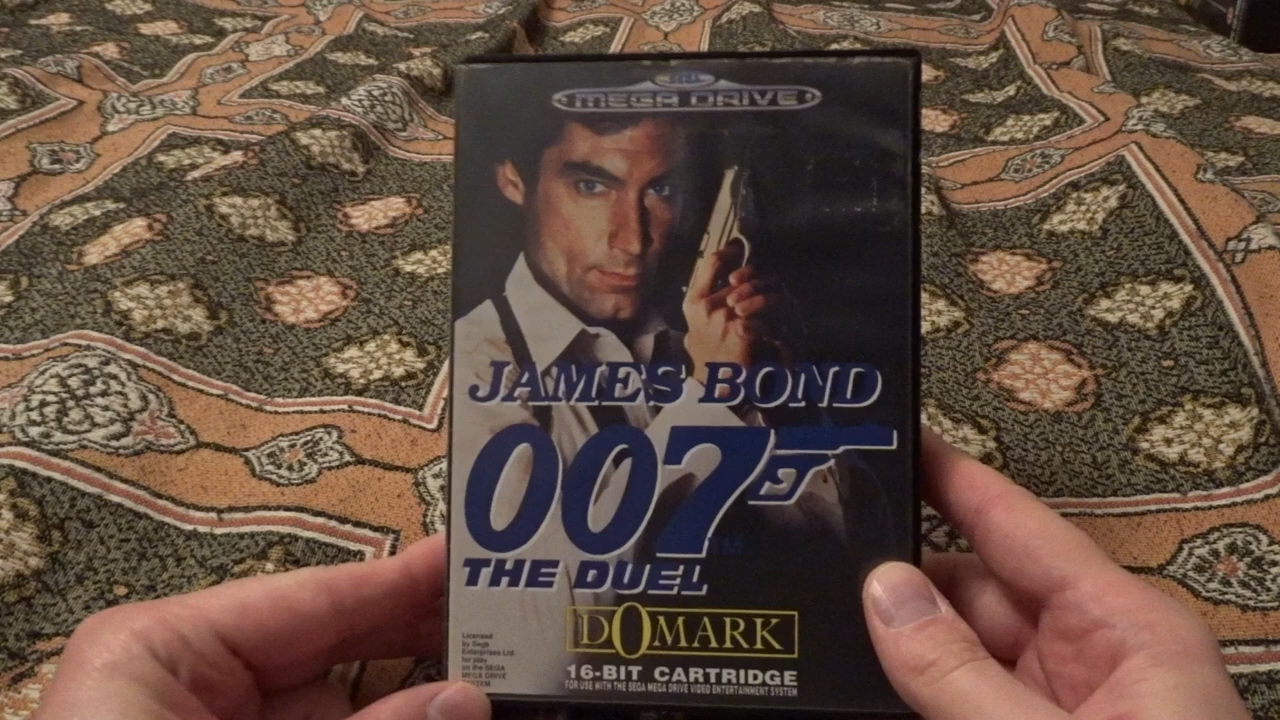 SEGA
MEGA DRIVE
JAMES BOND
007
TM
THE DUEL
DOMARK
Licensed
by Sega
Enterprises Ltd.
for play
on the SEGA
MEGA DRIVE
SYSTEM
16-BIT CARTRIDGE
FOR USE WITH THE SEGA MEGA DRIVE VIDEO ENTERTAINMENT SYSTEM